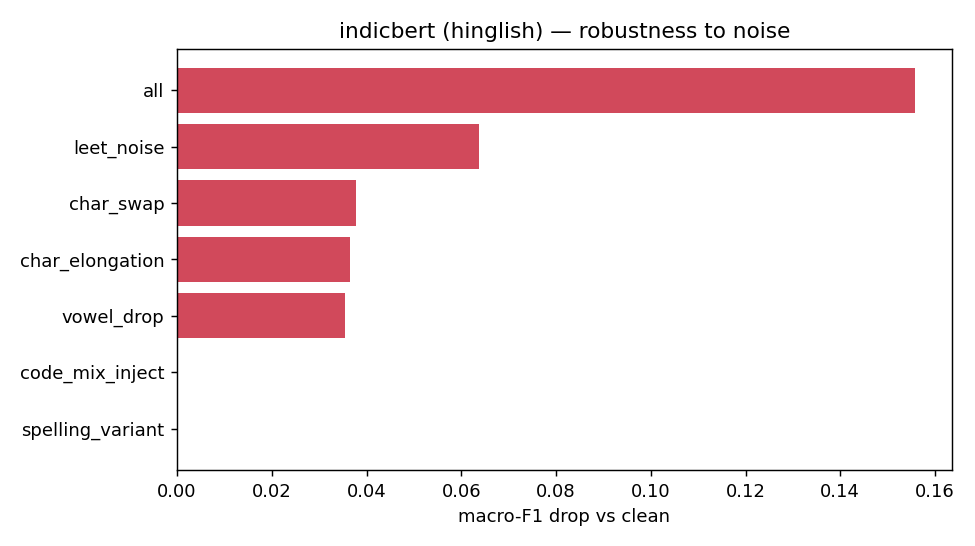 indicbert (hinglish) — robustness to noise
all
leet_noise
char_swap
char_elongation
vowel_drop
code_mix_inject
spelling_variant
0.00 0.02 0.04 0.06 0.08 0.10 0.12 0.14 0.16
macro-F1 drop vs clean